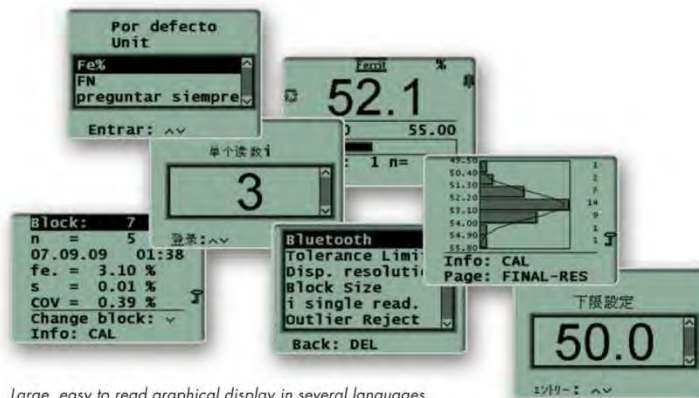 Por defecto
Unit
Fe%
FN
preguntar siempre
Entrar:
Ferrit %
52.1
55.00
1 n=
单个读数i
3
登录:
Block: 7
n = 5
07.09.09 01:38
fe. = 3.10 %
s = 0.01 %
COV = 0.39 %
Change block:
Info: CAL
Bluetooth
Tolerance Limi
Disp. resoluti
Block Size
i single read.
Outlier Reject
Back: DEL
49.50
50.40 1
51.30 2
52.20 7
53.10 14
54.00 9
54.90 1
55.80 1
Info: CAL
Page: FINAL-RES
下限設定
50.0
エントリー:
Large, easy to read graphical display in several languages